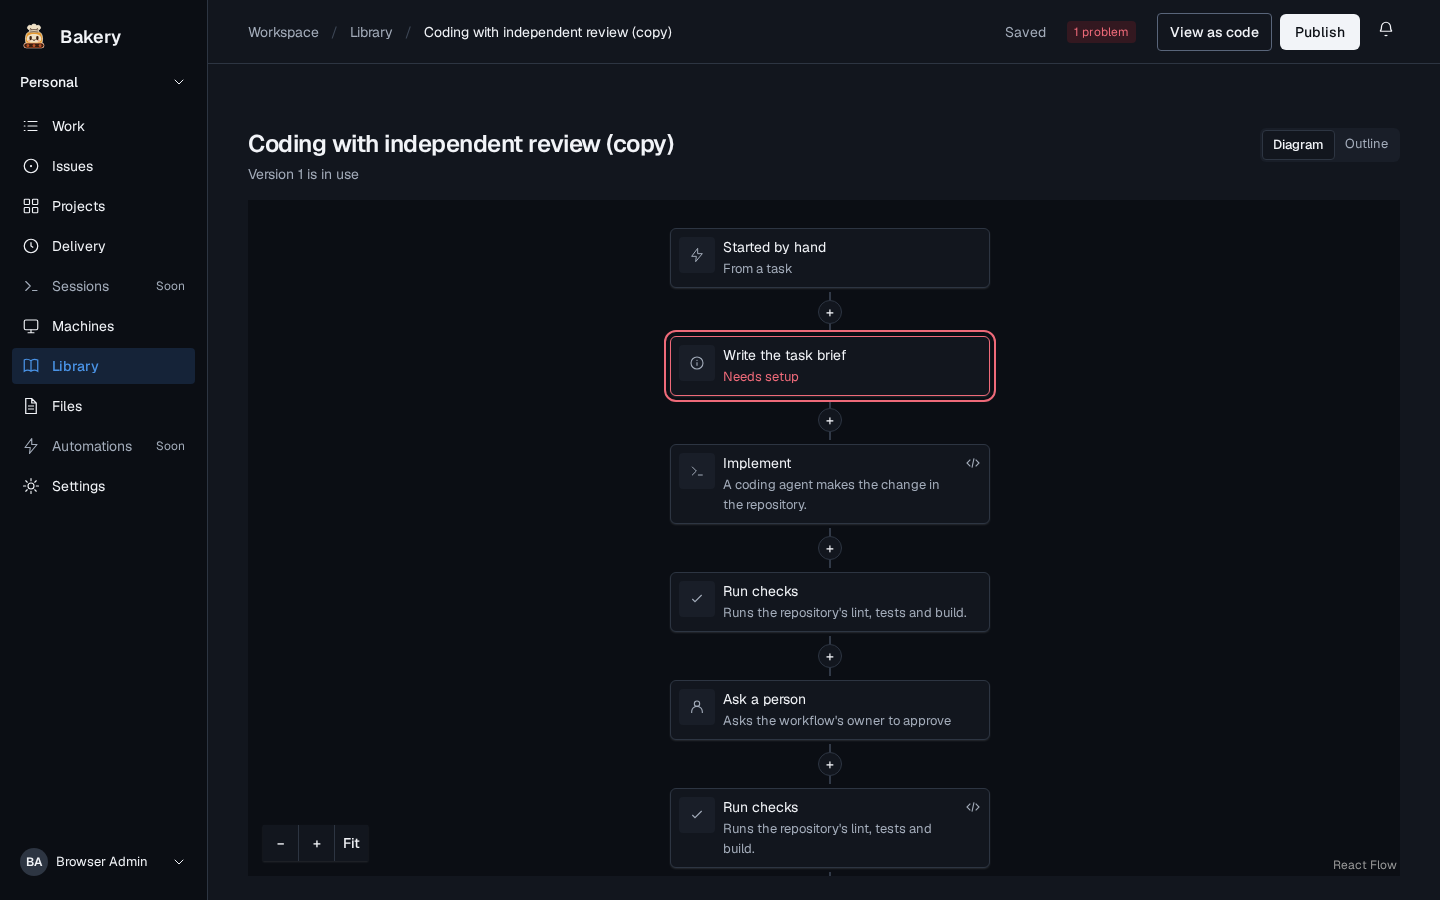 Bakery
Personal
Work
Issues
Projects
Delivery
Sessions Soon
Machines
Library
Files
Automations Soon
Settings
BA Browser Admin
Workspace / Library / Coding with independent review (copy)
Saved
1 problem
View as code
Publish
Coding with independent review (copy)
Version 1 is in use
Diagram
Outline
Started by hand
From a task
+
Write the task brief
Needs setup
+
Implement
A coding agent makes the change in
the repository.
+
Run checks
Runs the repository's lint, tests and build.
+
Ask a person
Asks the workflow's owner to approve
+
Run checks
Runs the repository's lint, tests and
build.
− + Fit
React Flow